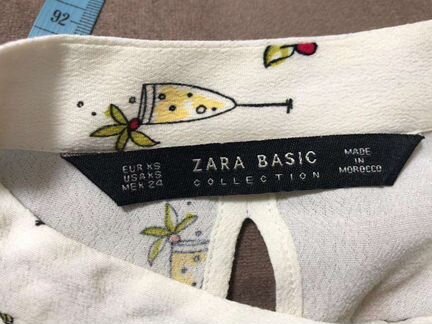 92
EUR XS
USA XS
MEX 24
ZARA BASIC
COLLECTION
MADE
IN
MOROCCO